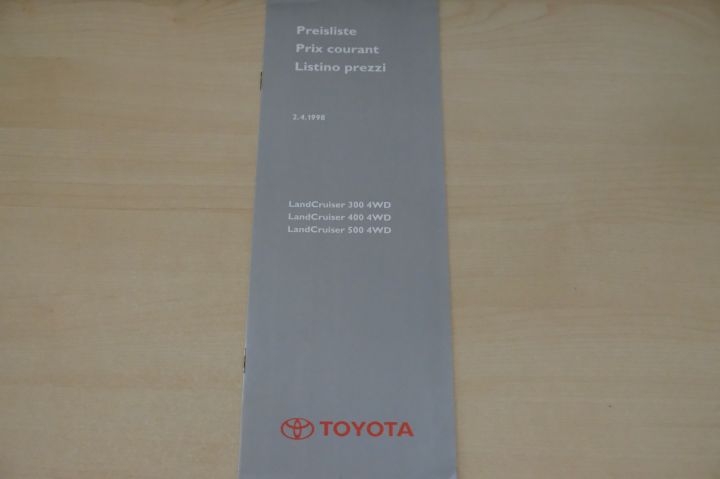 Preisliste
Prix courant
Listino prezzi
2.4.1998
LandCruiser 300 4WD
LandCruiser 400 4WD
LandCruiser 500 4WD
TOYOTA